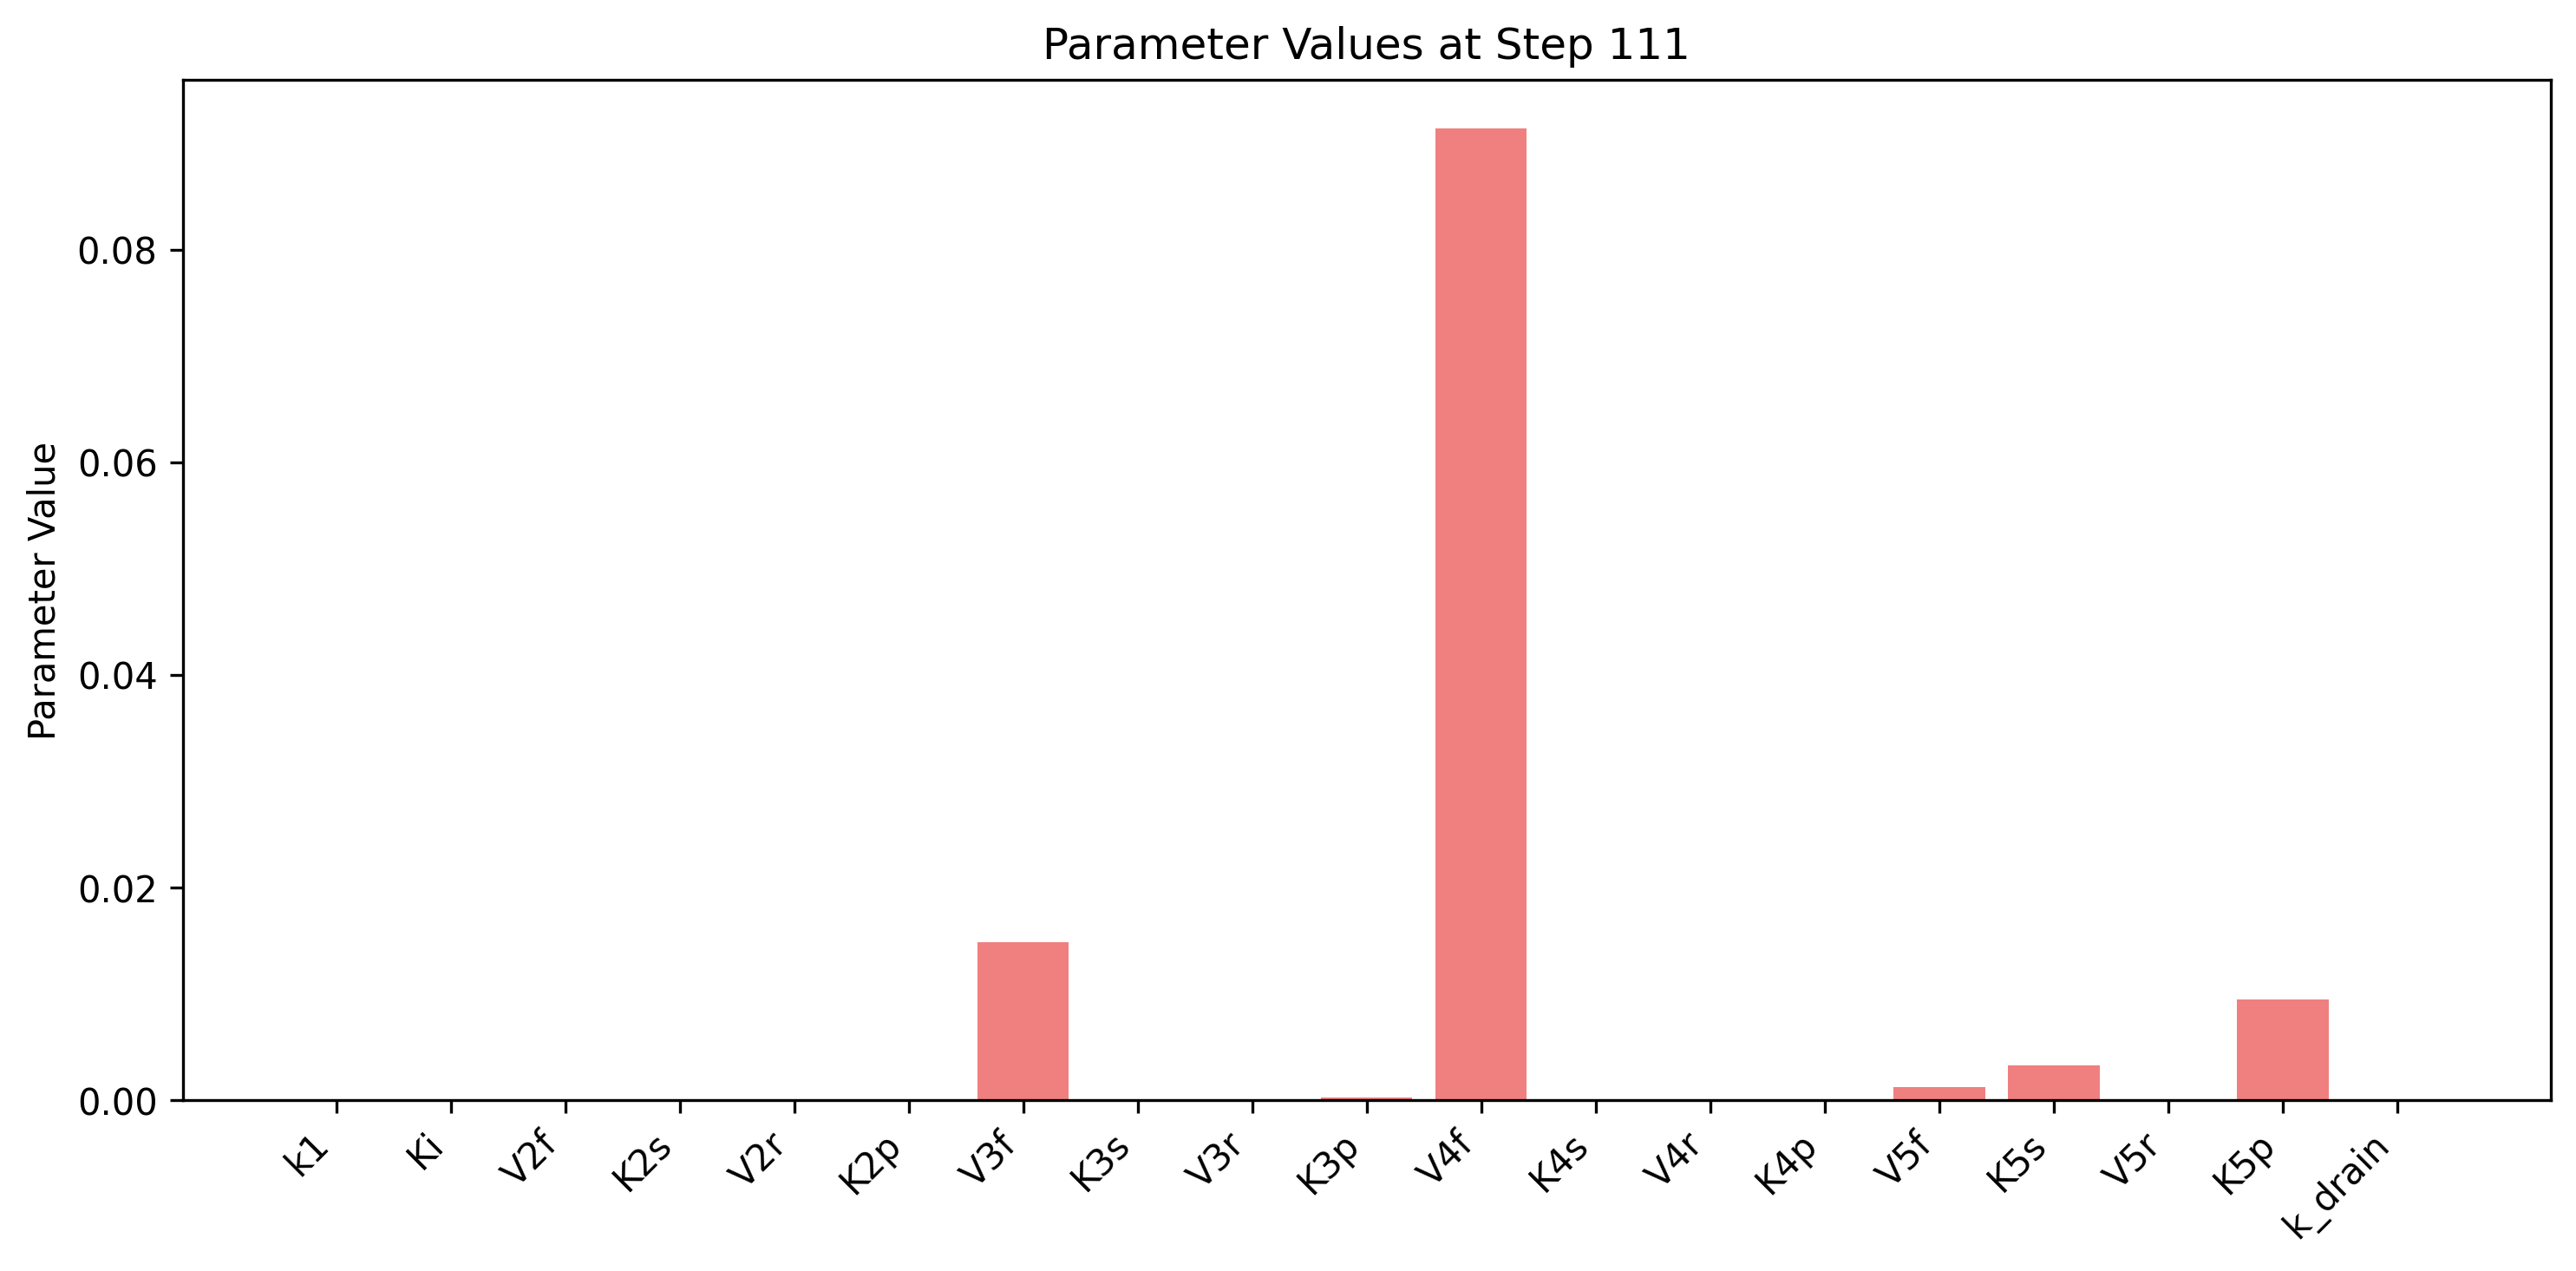 Parameter Values at Step 111
Parameter Value
0.08
0.06
0.04
0.02
0.00
k1
Ki
V2f
K2s
V2r
K2p
V3f
K3s
V3r
K3p
V4f
K4s
V4r
K4p
V5f
K5s
V5r
K5p
k_drain